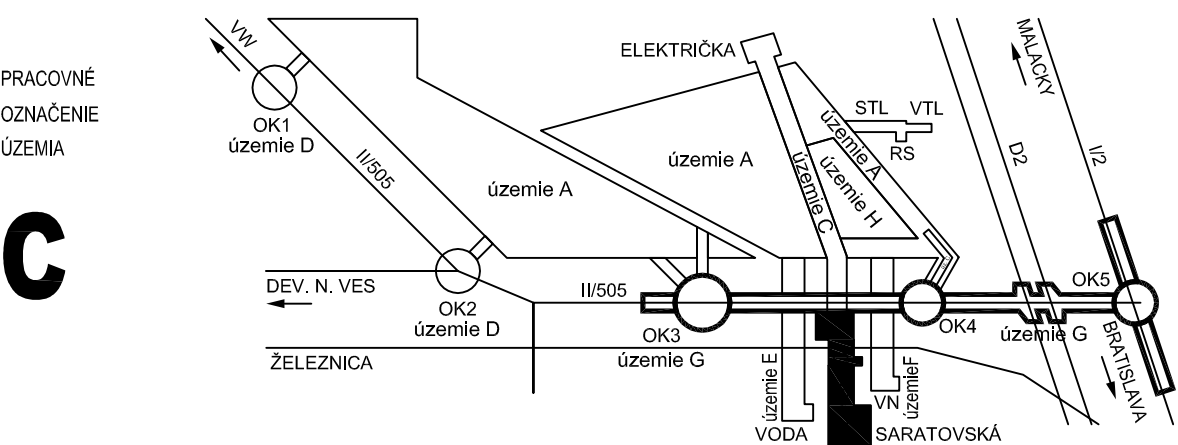 PRACOVNÉ
OZNAČENIE
ÚZEMIA
C
VW
OK1
územie D
II/505
územie A
DEV. N. VES
OK2
územie D
ŽELEZNICA
ELEKTRIČKA
územie A
územie C
územie A
územie H
STL VTL
RS
MALACKY
D2
I/2
II/505
OK3
územie G
OK4
územie G
OK5
BRATISLAVA
územie E
VODA
VN
územieF
SARATOVSKÁ